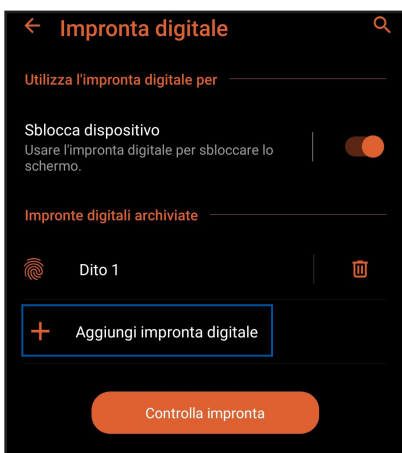 Impronta digitale
Utilizza l'impronta digitale per
Sblocca dispositivo
Usare l'impronta digitale per sbloccare lo
schermo.
Impronte digitali archiviate
Dito 1
Aggiungi impronta digitale
Controlla impronta